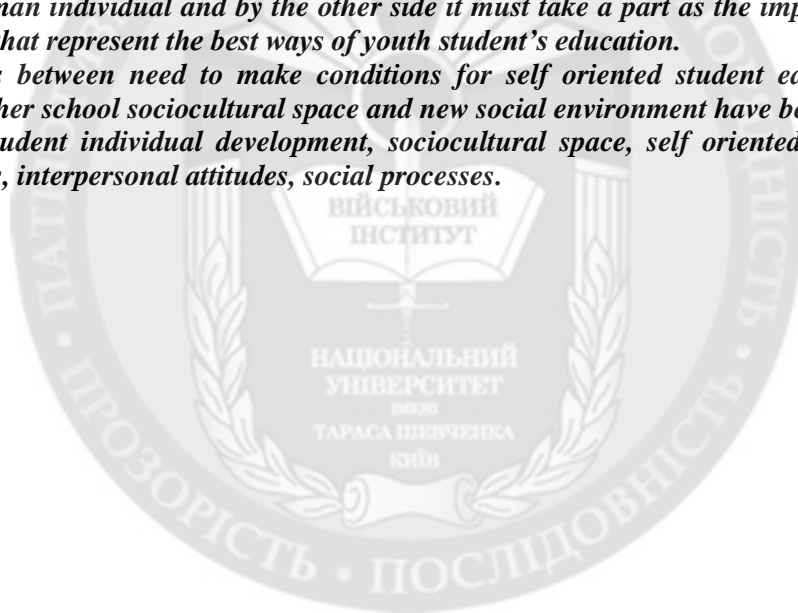 man individual and by the other side it must take a part as the imp
hat represent the best ways of youth student's education.
s between need to make conditions for self oriented student ed
her school sociocultural space and new social environment have be
tudent individual development, sociocultural space, self oriented
, interpersonal attitudes, social processes.
ВІЙСЬКОВИЙ
ІНСТИТУТ
НАЦІОНАЛЬНИЙ
УНІВЕРСИТЕТ
ІМЕНІ
ТАРАСА ШЕВЧЕНКА
КИЇВ
ПРОЗОРІСТЬ • ПОСЛІДОВНІСТЬ